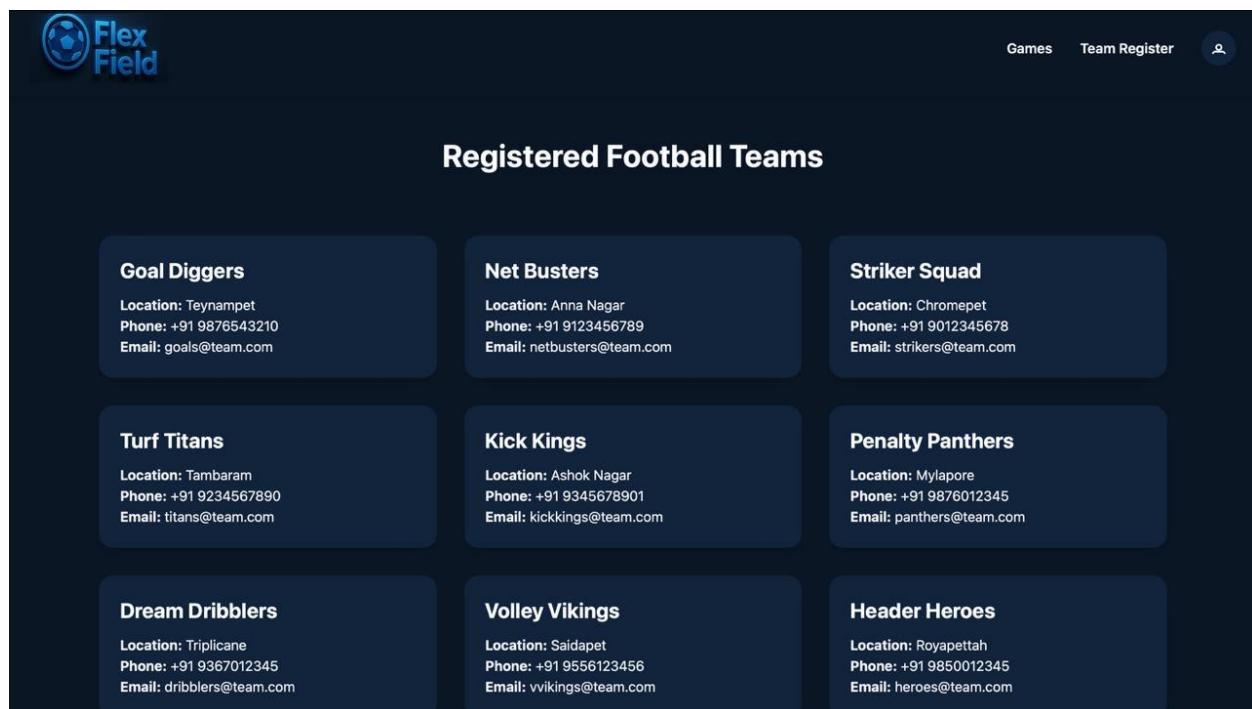 Flex
Field
Games
Team Register
Registered Football Teams
Goal Diggers
Location: Teynampet
Phone: +91 9876543210
Email: goals@team.com
Net Busters
Location: Anna Nagar
Phone: +91 9123456789
Email: netbusters@team.com
Striker Squad
Location: Chromepet
Phone: +91 9012345678
Email: strikers@team.com
Turf Titans
Location: Tambaram
Phone: +91 9234567890
Email: titans@team.com
Kick Kings
Location: Ashok Nagar
Phone: +91 9345678901
Email: kickkings@team.com
Penalty Panthers
Location: Mylapore
Phone: +91 9876012345
Email: panthers@team.com
Dream Dribblers
Location: Triplicane
Phone: +91 9367012345
Email: dribblers@team.com
Volley Vikings
Location: Saidapet
Phone: +91 9556123456
Email: vvikings@team.com
Header Heroes
Location: Royapettah
Phone: +91 9850012345
Email: heroes@team.com